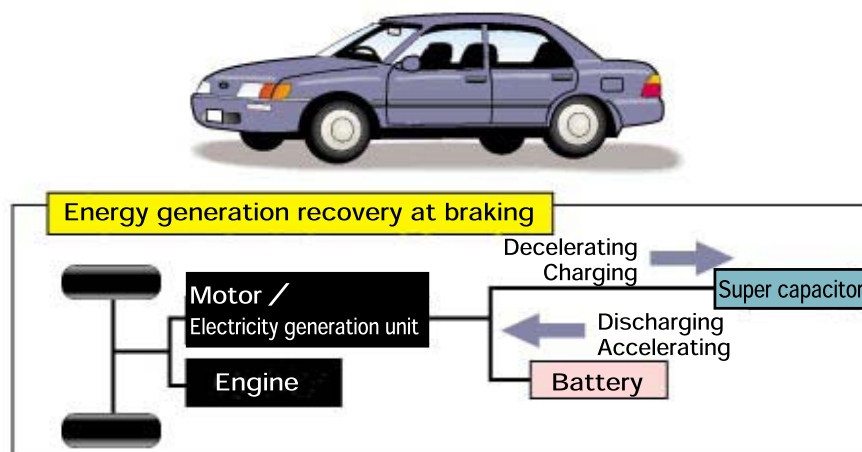 Energy generation recovery at braking
Decelerating
Charging
Super capacitor
Motor /
Electricity generation unit
Discharging
Accelerating
Engine
Battery